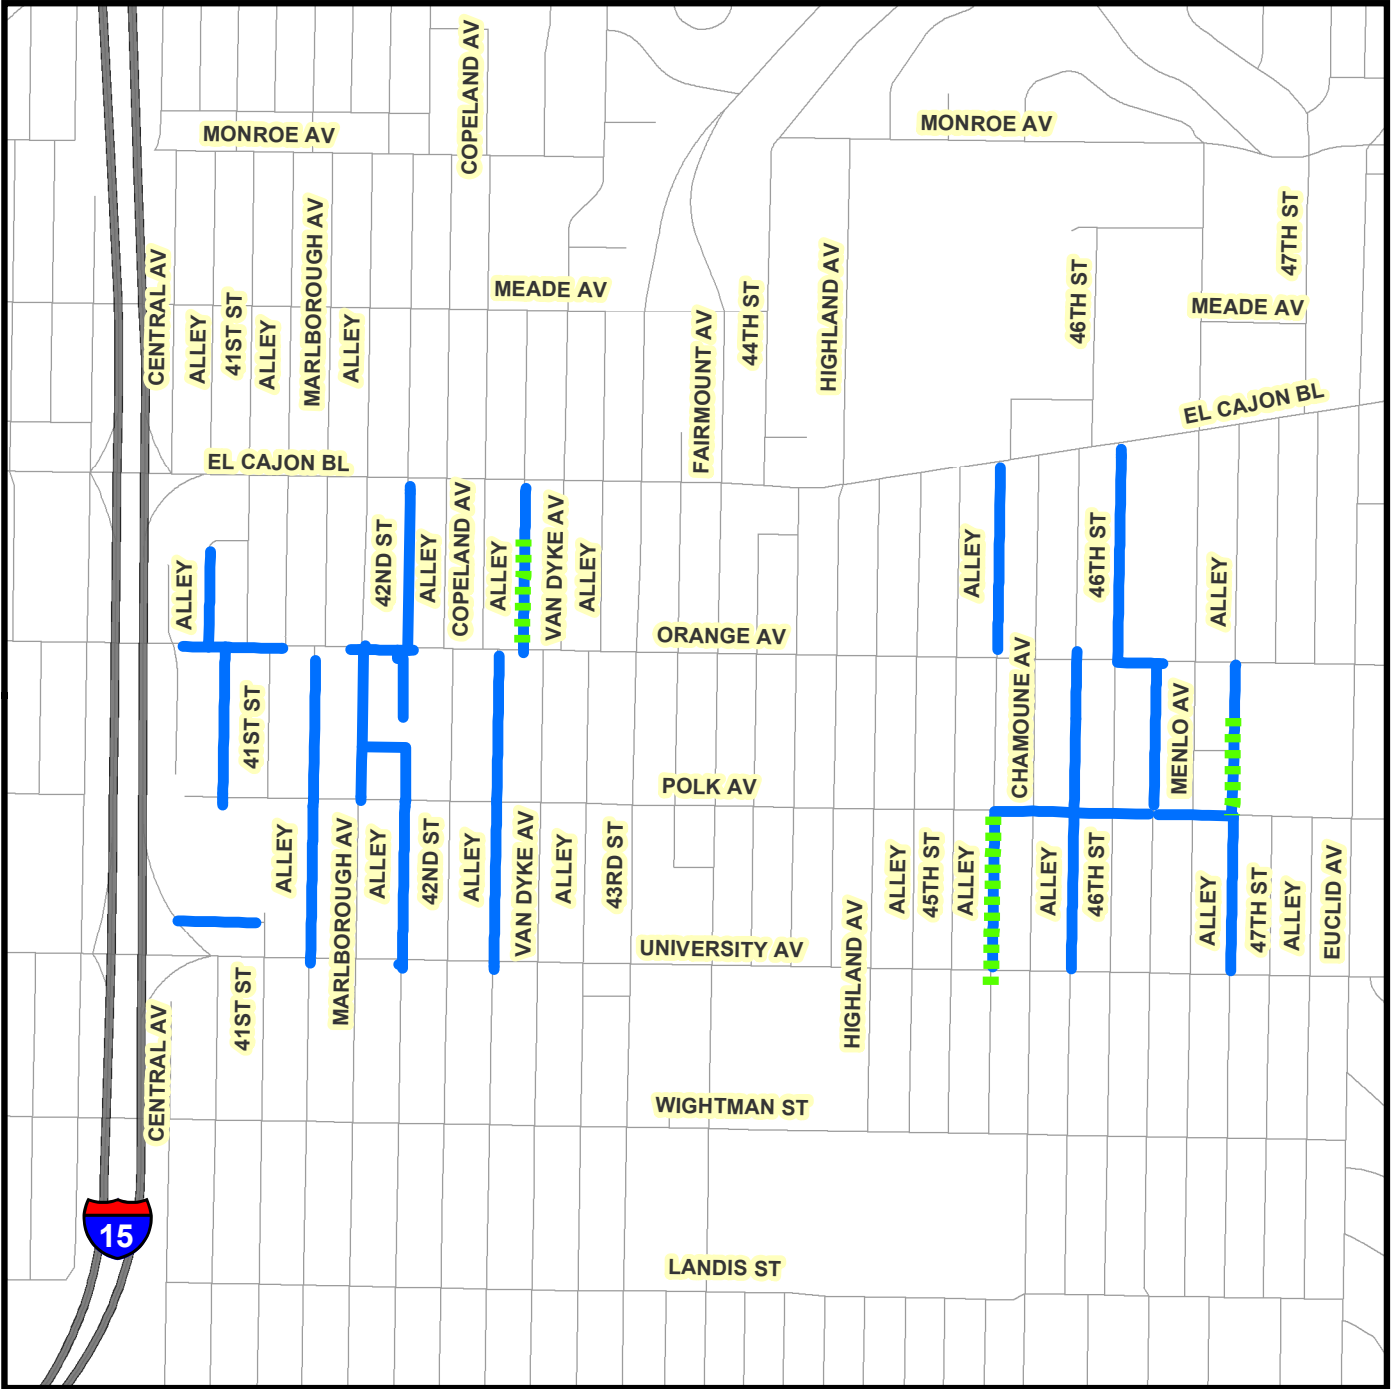 COPELAND AV
MONROE AV
MONROE AV
CENTRAL AV
ALLEY
41ST ST
ALLEY
MARLBOROUGH AV
ALLEY
MEADE AV
FAIRMOUNT AV
44TH ST
HIGHLAND AV
46TH ST
47TH ST
MEADE AV
EL CAJON BL
EL CAJON BL
ALLEY
42ND ST
ALLEY
COPELAND AV
ALLEY
VAN DYKE AV
ALLEY
ORANGE AV
ALLEY
46TH ST
ALLEY
41ST ST
CHAMOUNE AV
MENLO AV
POLK AV
ALLEY
MARLBOROUGH AV
ALLEY
42ND ST
ALLEY
VAN DYKE AV
ALLEY
43RD ST
ALLEY
45TH ST
ALLEY
ALLEY
46TH ST
ALLEY
47TH ST
ALLEY
EUCLID AV
UNIVERSITY AV
HIGHLAND AV
41ST ST
CENTRAL AV
WIGHTMAN ST
15
LANDIS ST